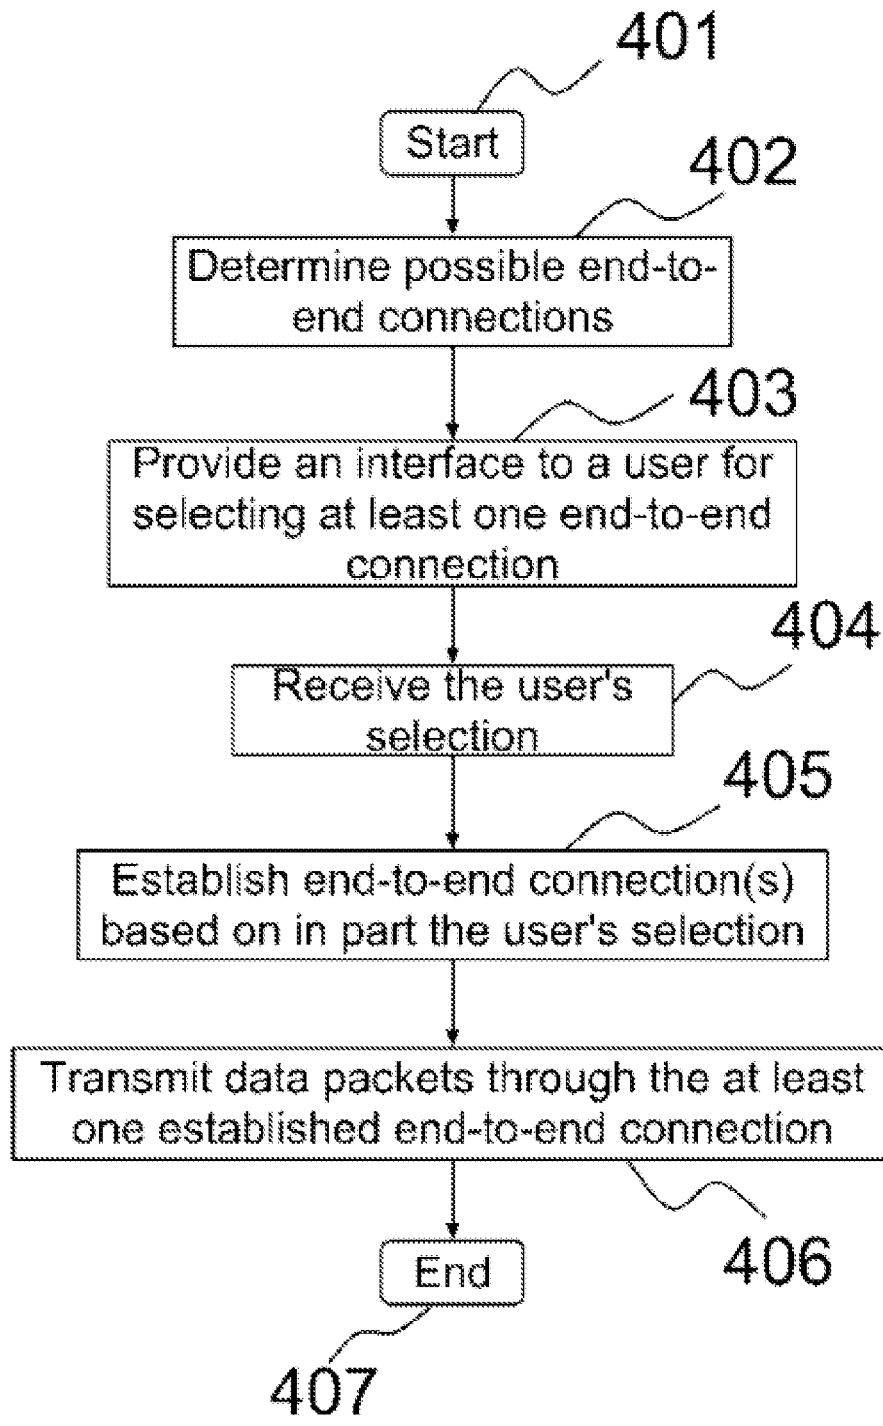 401
Start
402
Determine possible end-to-
end connections
403
Provide an interface to a user for
selecting at least one end-to-end
connection
404
Receive the user's
selection
405
Establish end-to-end connection(s)
based on in part the user's selection
Transmit data packets through the at least
one established end-to-end connection
406
End
407